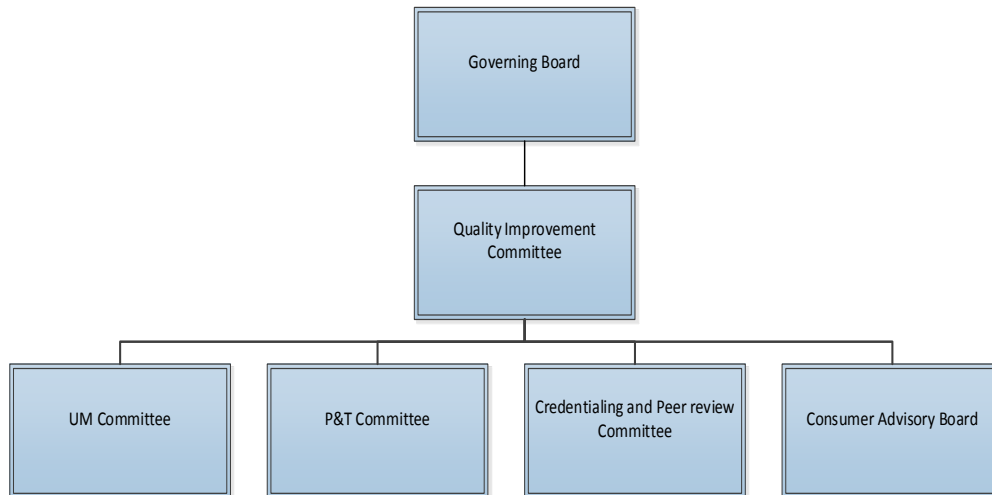 Governing Board
Quality Improvement
Committee
UM Committee
P&T Committee
Credentialing and Peer review
Committee
Consumer Advisory Board